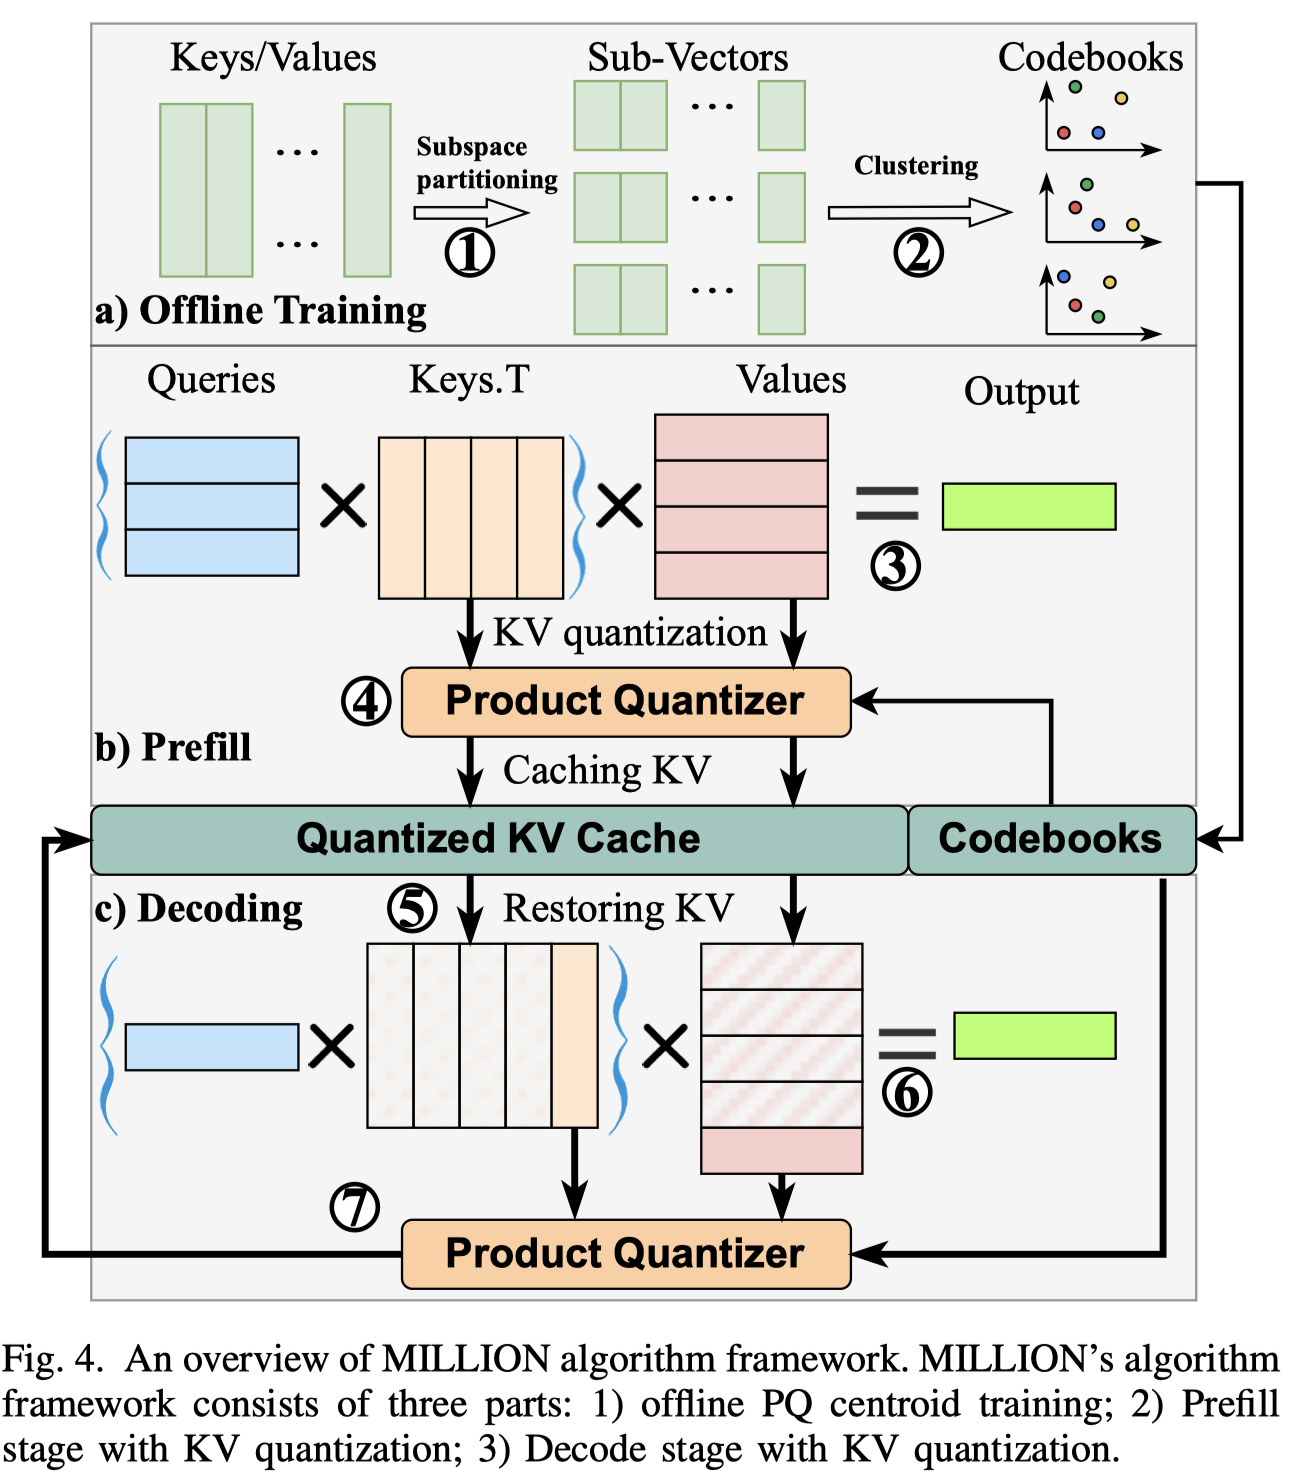 Keys/Values
Sub-Vectors
Codebooks
...
...
...
...
...
Subspace
partitioning
Clustering
①
②
a) Offline Training
Queries
Keys.T
Values
Output
×
×
=
③
KV quantization
④
Product Quantizer
b) Prefill
Caching KV
Quantized KV Cache
Codebooks
c) Decoding
⑤
Restoring KV
×
×
=
⑥
⑦
Product Quantizer
Fig. 4. An overview of MILLION algorithm framework. MILLION's algorithm
framework consists of three parts: 1) offline PQ centroid training; 2) Prefill
stage with KV quantization; 3) Decode stage with KV quantization.